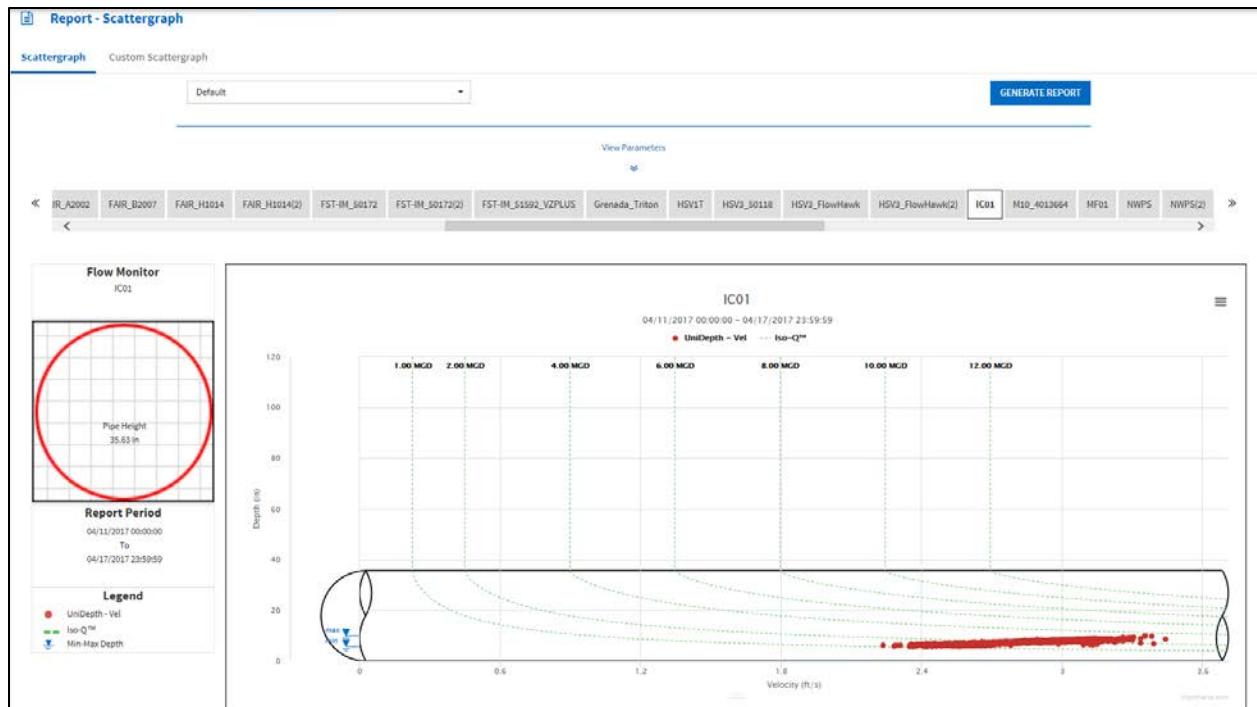 Report - Scattergraph
Scattergraph Custom Scattergraph
Default GENERATE REPORT
View Parameters
IR_A2002 FAIR_B2007 FAIR_H1014 FAIR_H1014(2) FST-IM_50172 FST-IM_50172(2) FST-IM_51592_VZPLUS Grenada_Triton HSV1T HSV3_50118 HSV3_FlowHawk HSV3_FlowHawk(2) IC01 M10_4013664 MF01 NWPS NWPS(2)
Flow Monitor
IC01
Pipe Height
35.63 in
Report Period
04/11/2017 00:00:00
To
04/17/2017 23:59:59
Legend
UniDepth - Vel
Iso-Q™
Min-Max Depth
IC01
04/11/2017 00:00:00 - 04/17/2017 23:59:59
UniDepth - Vel Iso-Q™
1.00 MGD 2.00 MGD 4.00 MGD 6.00 MGD 8.00 MGD 10.00 MGD 12.00 MGD
120
100
80
60
40
20
0
Depth (in)
max
min
0 0.6 1.2 1.8 2.4 3 3.6
Velocity (ft/s)